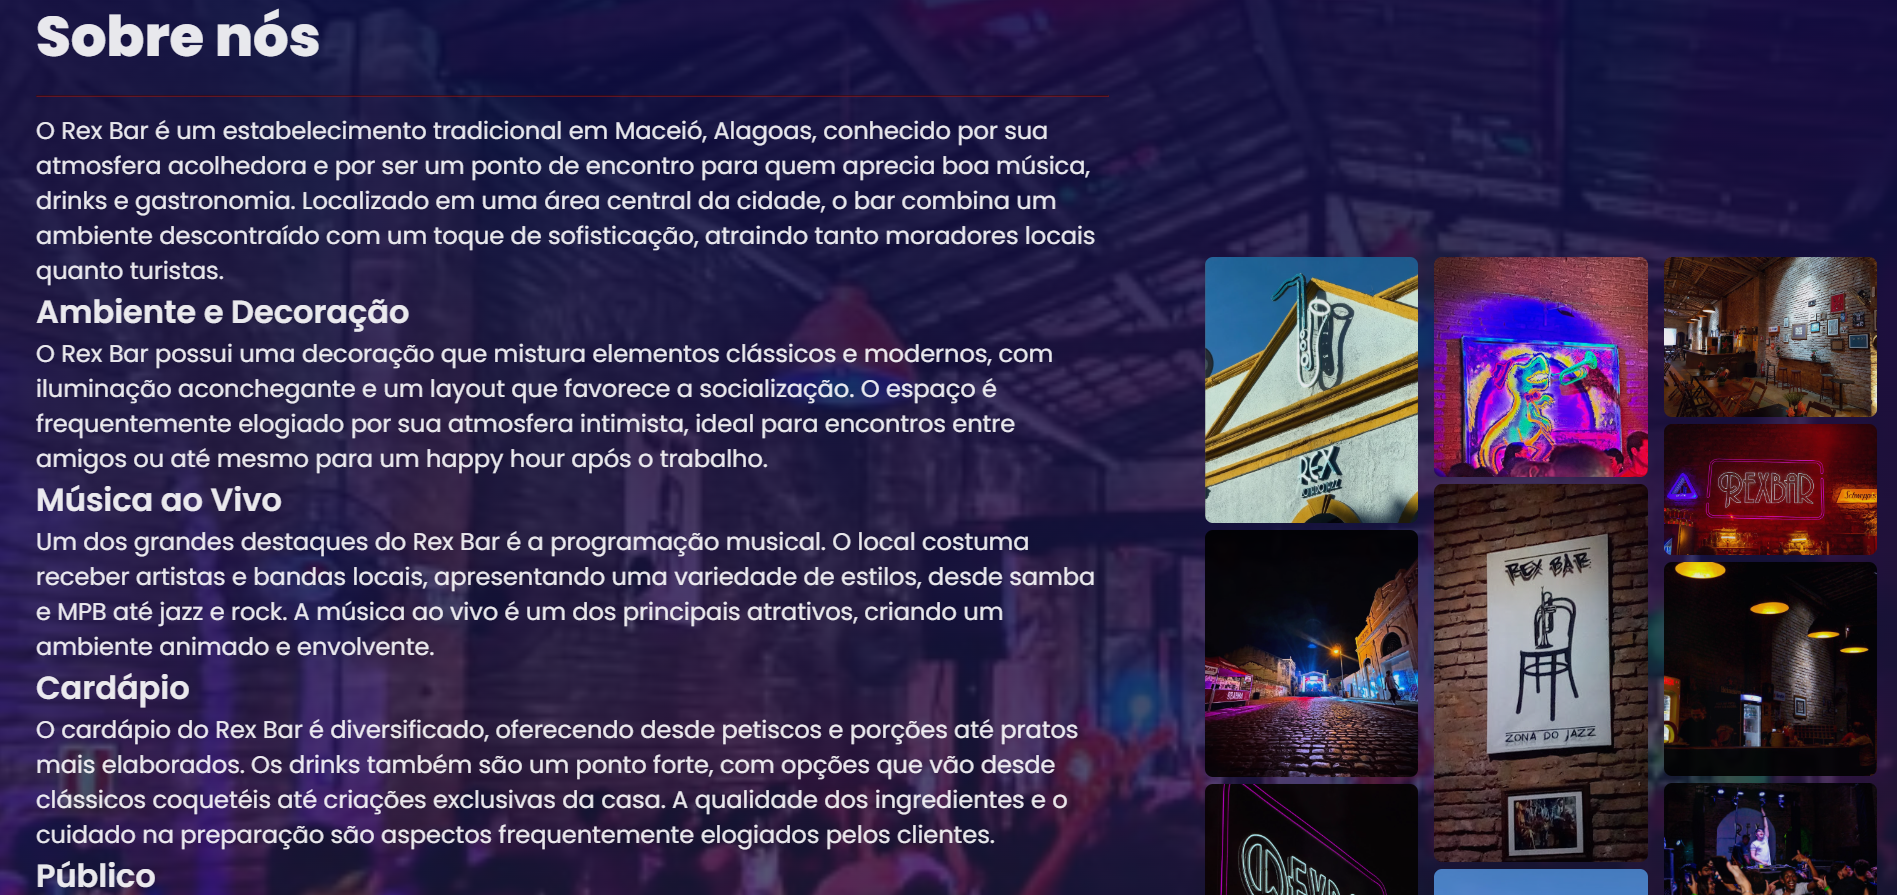 Sobre nós
O Rex Bar é um estabelecimento tradicional em Maceió, Alagoas, conhecido por sua
atmosfera acolhedora e por ser um ponto de encontro para quem aprecia boa música,
drinks e gastronomia. Localizado em uma área central da cidade, o bar combina um
ambiente descontraído com um toque de sofisticação, atraindo tanto moradores locais
quanto turistas.
Ambiente e Decoração
O Rex Bar possui uma decoração que mistura elementos clássicos e modernos, com
iluminação aconchegante e um layout que favorece a socialização. O espaço é
frequentemente elogiado por sua atmosfera intimista, ideal para encontros entre
amigos ou até mesmo para um happy hour após o trabalho.
Música ao Vivo
Um dos grandes destaques do Rex Bar é a programação musical. O local costuma
receber artistas e bandas locais, apresentando uma variedade de estilos, desde samba
e MPB até jazz e rock. A música ao vivo é um dos principais atrativos, criando um
ambiente animado e envolvente.
Cardápio
O cardápio do Rex Bar é diversificado, oferecendo desde petiscos e porções até pratos
mais elaborados. Os drinks também são um ponto forte, com opções que vão desde
clássicos coquetéis até criações exclusivas da casa. A qualidade dos ingredientes e o
cuidado na preparação são aspectos frequentemente elogiados pelos clientes.
Público
REX
REXBAR
Schweppes
REX BAR
ZONA DO JAZZ